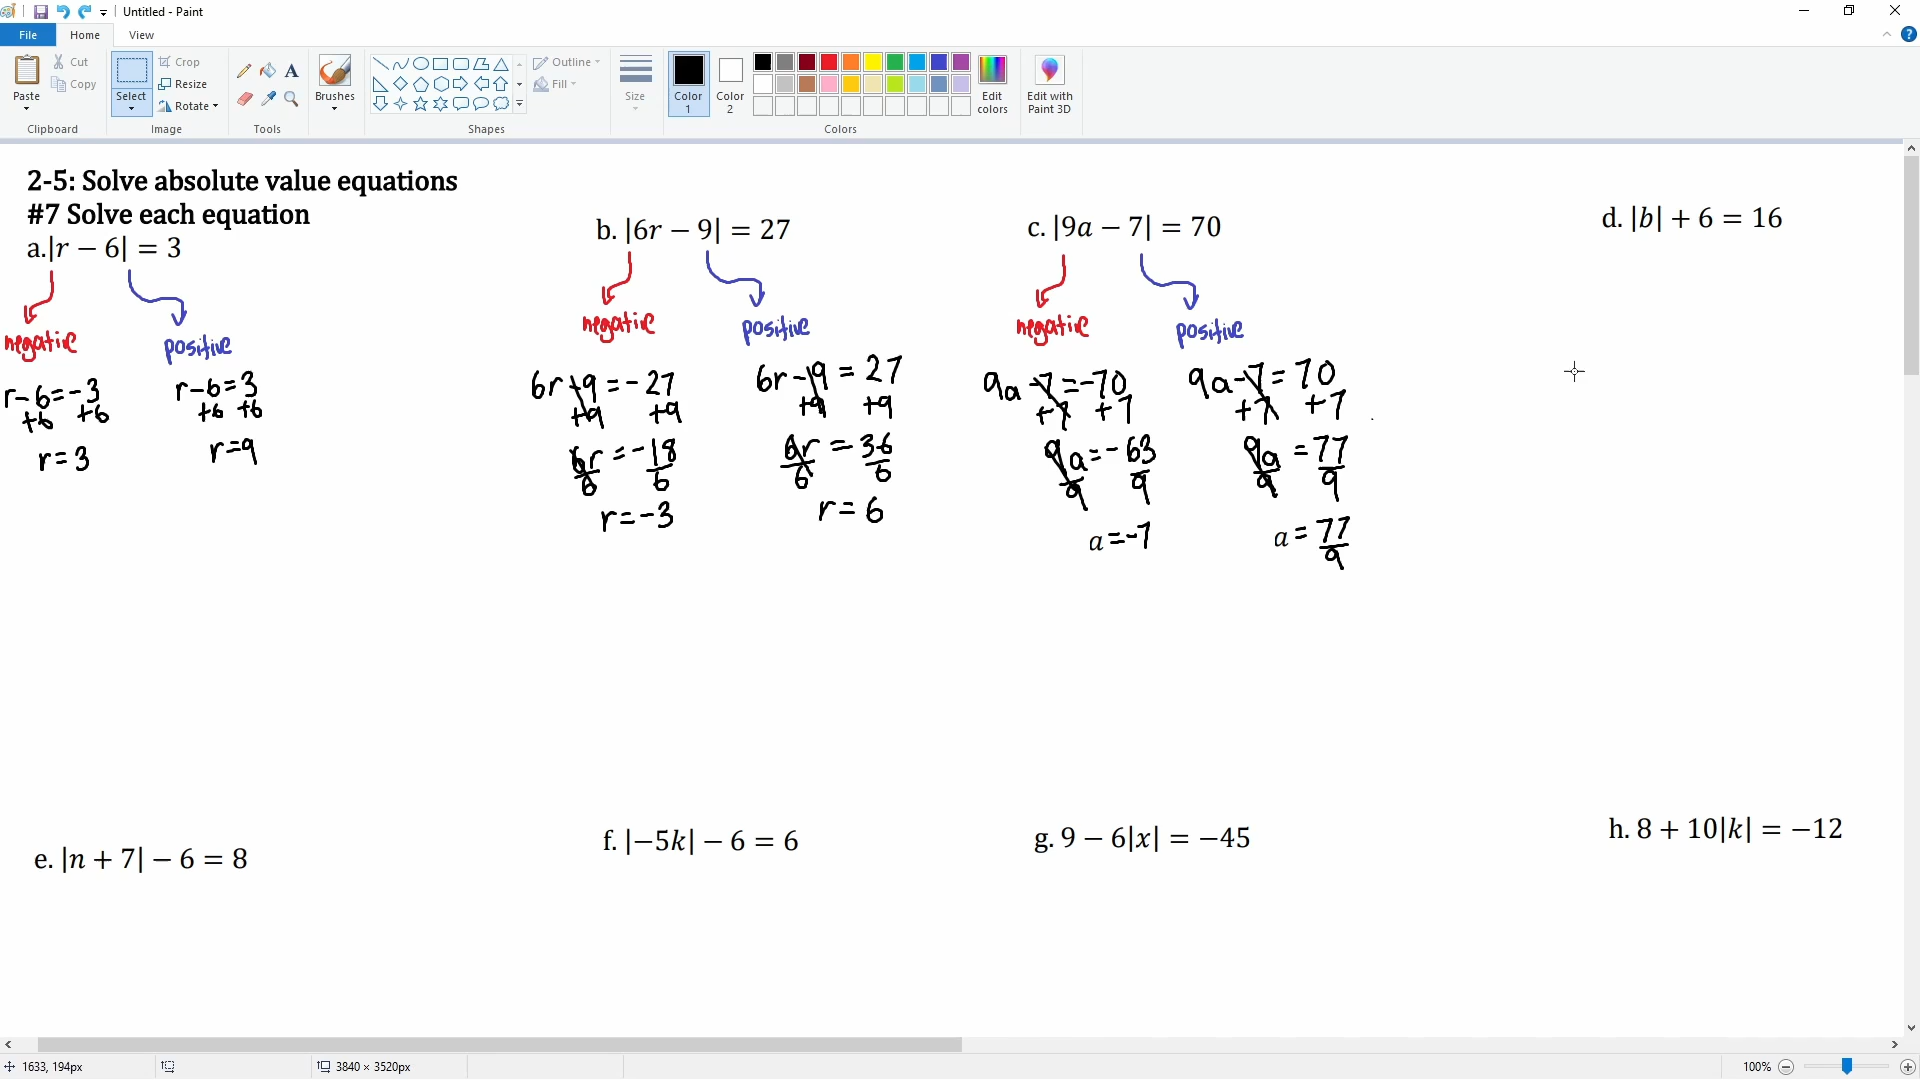 Untitled - Paint
File Home View
Paste
Cut
Copy
Clipboard
Select
Crop
Resize
Rotate
Image
A
Tools
Brushes
Outline
Fill
Shapes
Size
Color 1
Color 2
Edit colors
Colors
Edit with Paint 3D
2-5: Solve absolute value equations
#7 Solve each equation
a.|r − 6| = 3
negative
positive
r-6=-3
+6 +6
r=3
r-6=3
+6 +6
r=9
b. |6r − 9| = 27
negative
positive
6r-9=-27
+9 +9
6r=-18
6 6
r=-3
6r-9=27
+9 +9
6r=36
6 6
r=6
c. |9a − 7| = 70
negative
positive
9a-7=-70
+7 +7
9a=-63
9 9
a=-7
9a-7=70
+7 +7
9a=77
9 9
a=77
9
d. |b| + 6 = 16
e. |n + 7| − 6 = 8
f. |−5k| − 6 = 6
g. 9 − 6|x| = −45
h. 8 + 10|k| = −12
1633, 194px
3840 × 3520px
100%